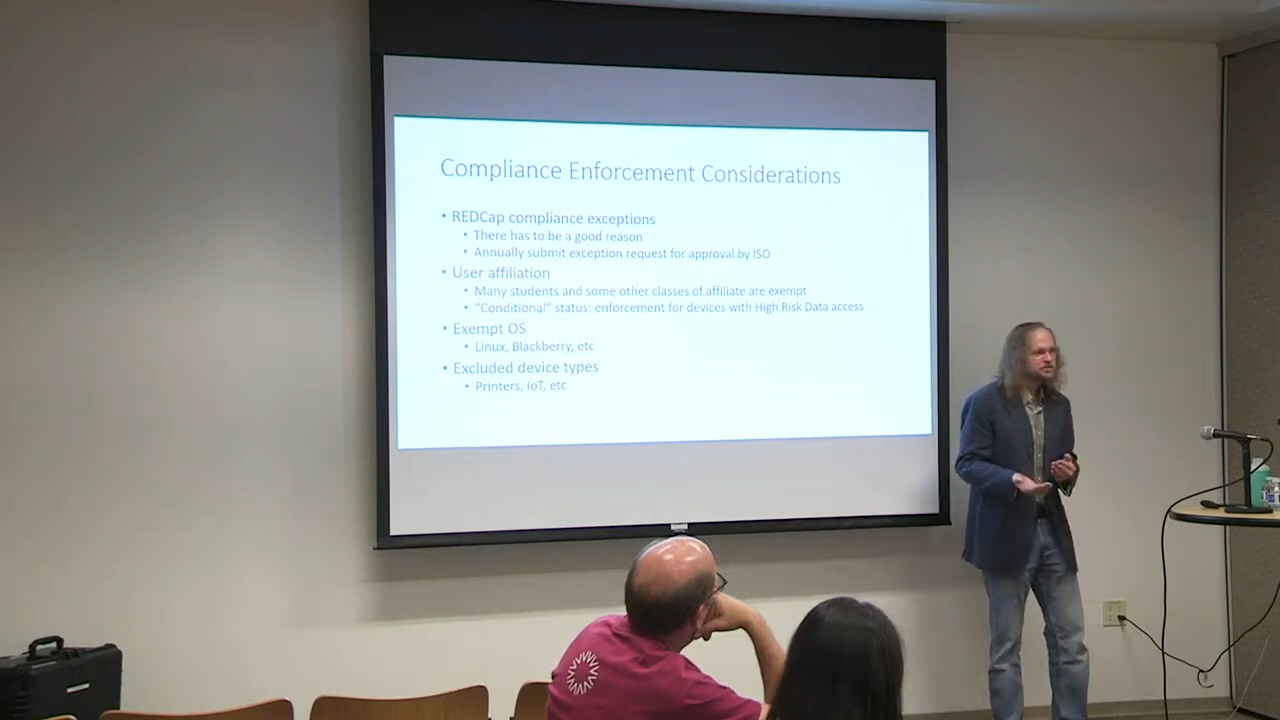 Compliance Enforcement Considerations
• REDCap compliance exceptions
• There has to be a good reason
• Annually submit exception request for approval by ISO
• User affiliation
• Many students and some other classes of affiliate are exempt
• "Conditional" status: enforcement for devices with High Risk Data access
• Exempt OS
• Linux, Blackberry, etc
• Excluded device types
• Printers, IoT, etc